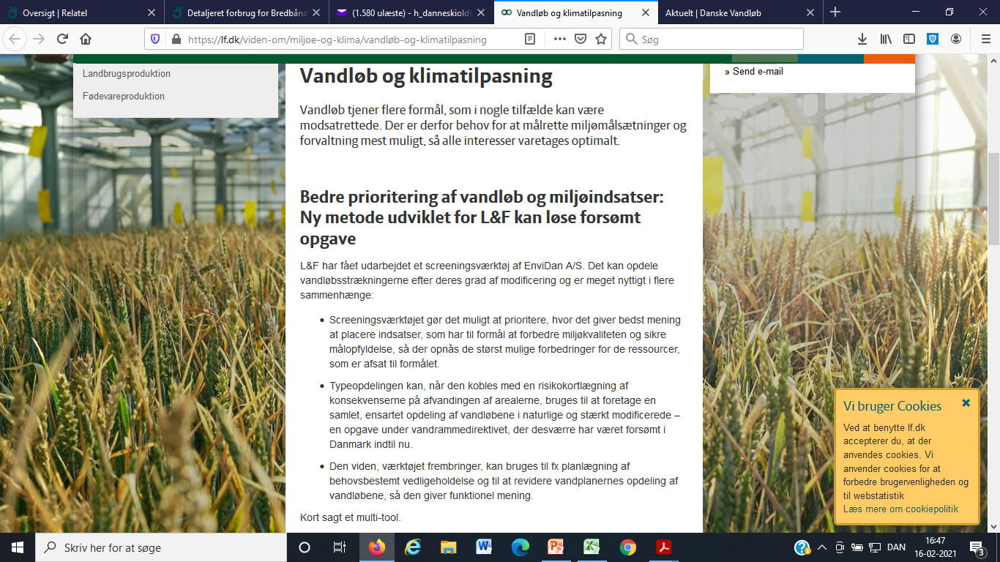 Oversigt | Relatel
Detaljeret forbrug for Bredbånd
(1.580 ulæste) - h_danneskiold
Vandløb og klimatilpasning
Aktuelt | Danske Vandløb
https://lf.dk/viden-om/miljoe-og-klima/vandløb-og-klimatilpasning
Søg
Landbrugsproduktion
Fødevareproduktion
» Send e-mail
Vandløb og klimatilpasning
Vandløb tjener flere formål, som i nogle tilfælde kan være
modsatrettede. Der er derfor behov for at målrette miljømålsætninger og
forvaltning mest muligt, så alle interesser varetages optimalt.
Bedre prioritering af vandløb og miljøindsatser:
Ny metode udviklet for L&F kan løse forsømt
opgave
L&F har fået udarbejdet et screeningsværktøj af EnviDan A/S. Det kan opdele
vandløbsstrækningerne efter deres grad af modificering og er meget nyttigt i flere
sammenhænge:
• Screeningsværktøjet gør det muligt at prioritere, hvor det giver bedst mening
at placere indsatser, som har til formål at forbedre miljøkvaliteten og sikre
målopfyldelse, så der opnås de størst mulige forbedringer for de ressourcer,
som er afsat til formålet.
• Typeopdelingen kan, når den kobles med en risikokortlægning af
konsekvenserne på afvandingen af arealerne, bruges til at foretage en
samlet, ensartet opdeling af vandløbene i naturlige og stærkt modificerede –
en opgave under vandrammedirektivet, der desværre har været forsømt i
Danmark indtil nu.
• Den viden, værktøjet frembringer, kan bruges til fx planlægning af
behovsbestemt vedligeholdelse og til at revidere vandplanernes opdeling af
vandløbene, så den giver funktionel mening.
Kort sagt et multi-tool.
Vi bruger Cookies
Ved at benytte lf.dk
accepterer du, at der
anvendes cookies. Vi
anvender cookies for at
forbedre brugervenligheden og
til webstatistik
Læs mere om cookiepolitik
Skriv her for at søge
DAN
16:47
16-02-2021
3